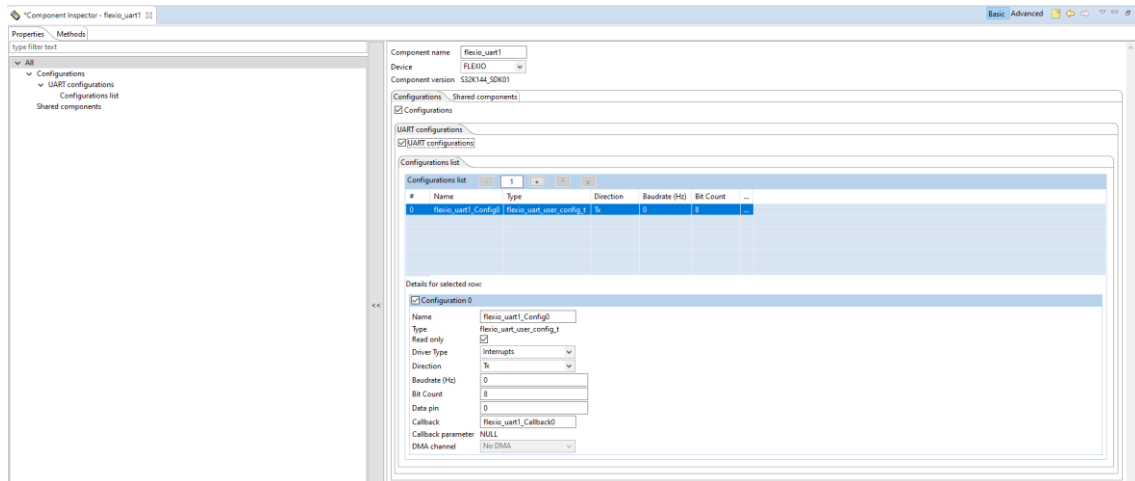 *Component Inspector - flexio_uart1
Basic Advanced
Properties Methods
type filter text
All
Configurations
UART configurations
Configurations list
Shared components
<<
Component name flexio_uart1
Device FLEXIO
Component version S32K144_SDK01
Configurations Shared components
Configurations
UART configurations
UART configurations
Configurations list
Configurations list - 1 +
# Name Type Direction Baudrate (Hz) Bit Count ...
0 flexio_uart1_Config0 flexio_uart_user_config_t Tx 0 8 ...
Details for selected row:
Configuration 0
Name flexio_uart1_Config0
Type flexio_uart_user_config_t
Read only
Driver Type Interrupts
Direction Tx
Baudrate (Hz) 0
Bit Count 8
Data pin 0
Callback flexio_uart1_Callback0
Callback parameter NULL
DMA channel No DMA